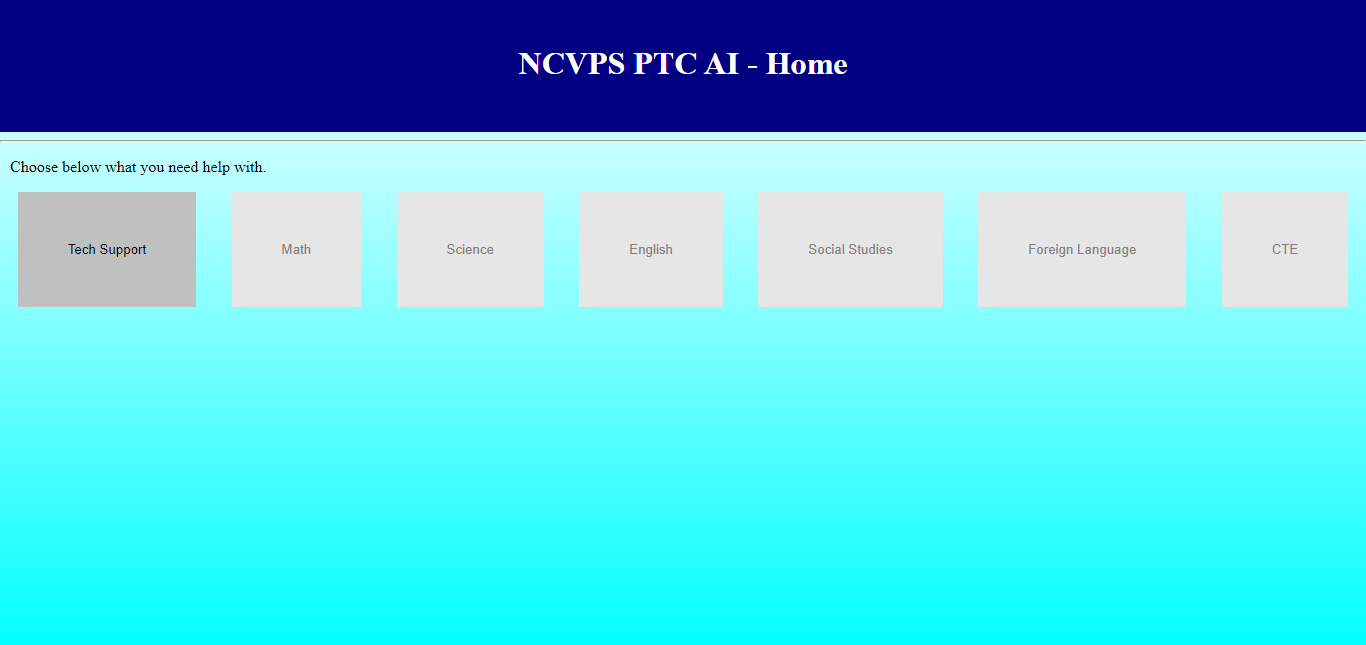 NCVPS PTC AI - Home
Choose below what you need help with.
Tech Support
Math
Science
English
Social Studies
Foreign Language
CTE